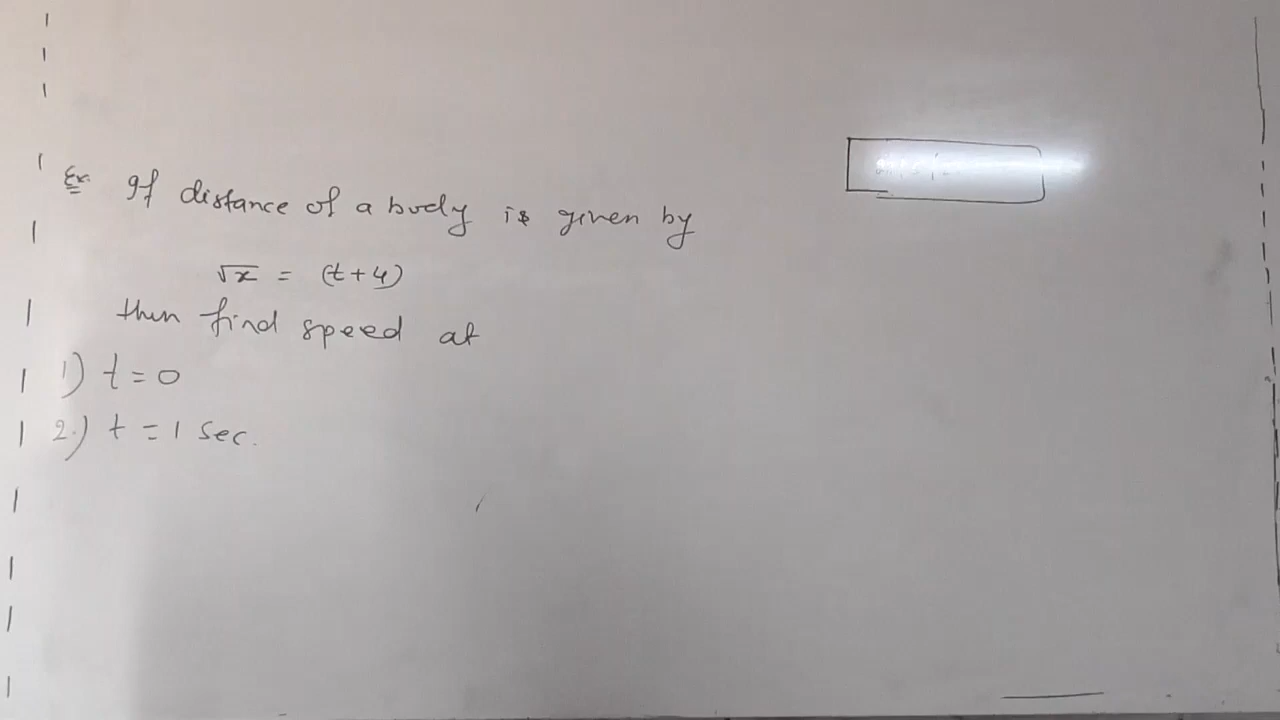 Ex. If distance of a body is given by
√x = (t+4)
then find speed at
1) t = 0
2.) t = 1 sec.